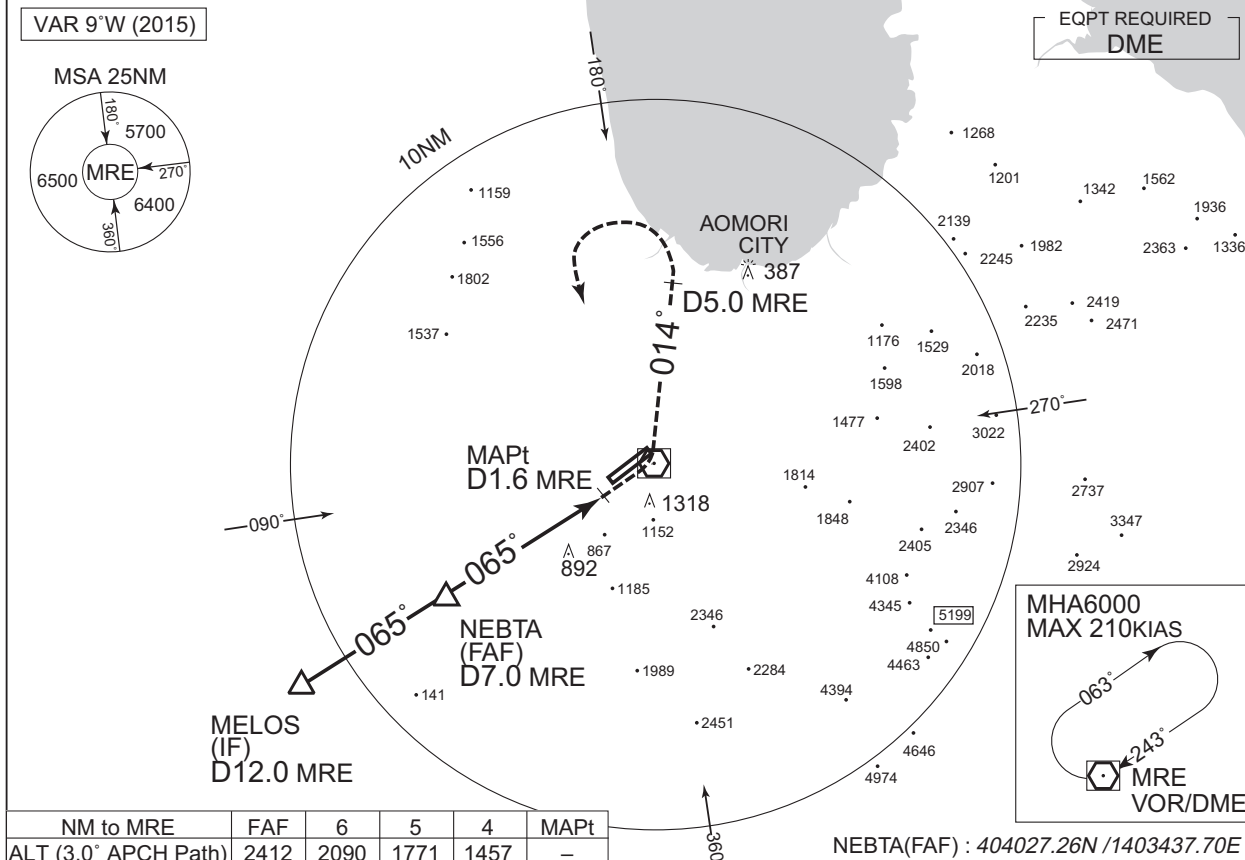 VAR 9°W (2015)
EQPT REQUIRED
DME
MSA 25NM
180°
5700
MRE
270°
6500
6400
360°
180°
10NM
1268
1201
1342
1562
1159
1936
2139
AOMORI
CITY
1556
1982
2363
1336
2245
387
1802
D5.0 MRE
2419
2235
2471
1537
014°
1176
1529
2018
1598
270°
1477
3022
2402
MAPt
D1.6 MRE
1814
2907
2737
1318
1848
090°
1152
2346
3347
2405
867
065°
892
2924
4108
1185
MHA6000
MAX 210KIAS
4345
5199
065°
2346
NEBTA
(FAF)
D7.0 MRE
4850
4463
1989
2284
063°
141
4394
MELOS
(IF)
D12.0 MRE
2451
4646
243°
4974
MRE
VOR/DME
360°
NM to MRE FAF 6 5 4 MAPt
ALT (3.0° APCH Path) 2412 2090 1771 1457 –
NEBTA(FAF) : 404027.26N /1403437.70E